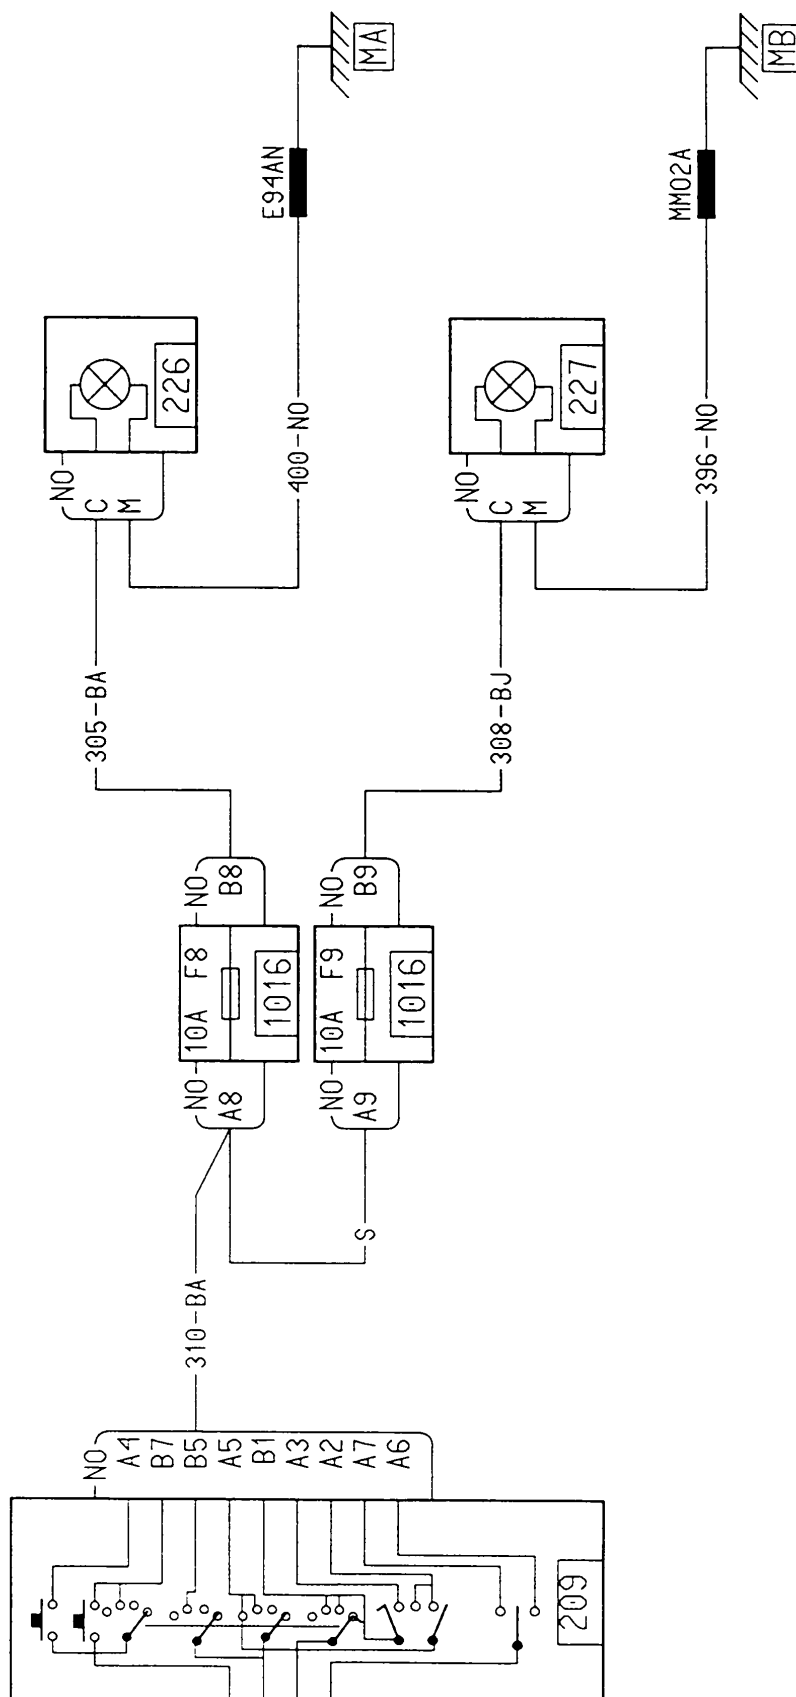 MA
MB
E94AN
MM02A
226
227
400-NO
396-NO
NO
C
M
NO
C
M
305-BA
308-BJ
NO
B8
NO
B9
10A F8
1016
10A F9
1016
NO
A8
NO
A9
S
310-BA
NO
A4
B7
B5
A5
B1
A3
A2
A7
A6
209